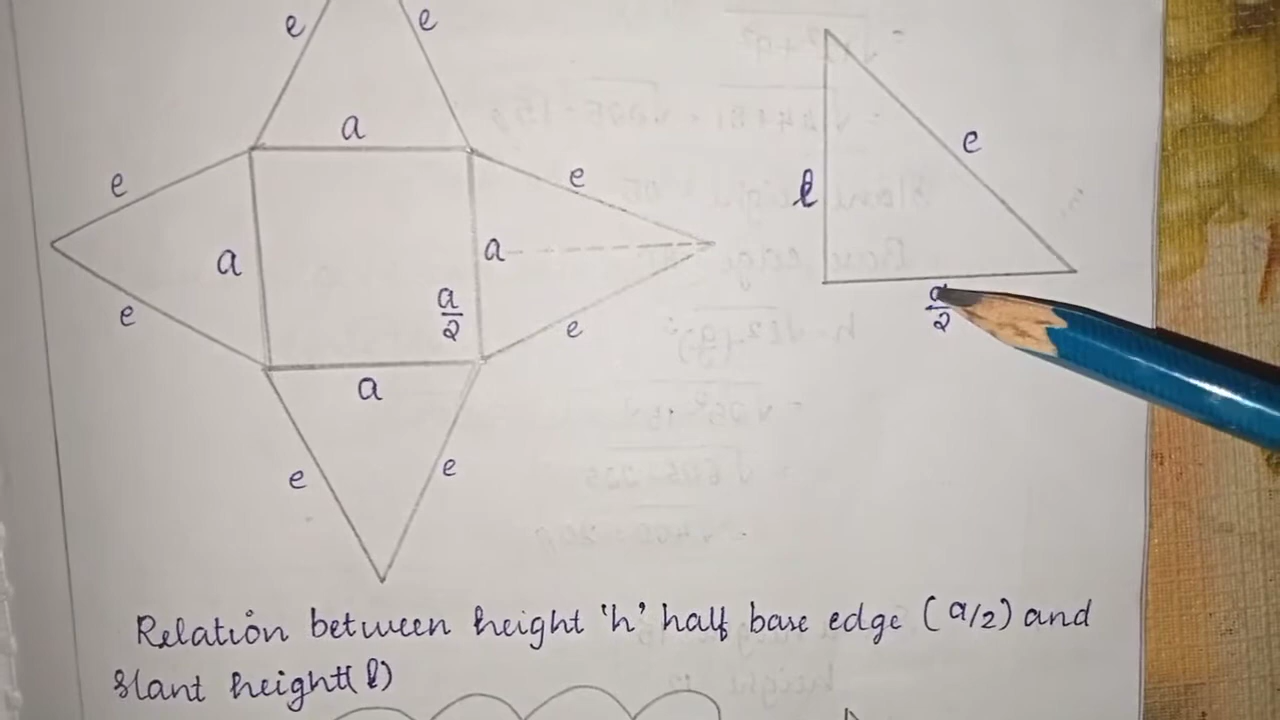 e e
a
e e
a a
a/2
e e
a
e e
l e
a/2
Relation between height 'h' half base edge (a/2) and
slant height(l)